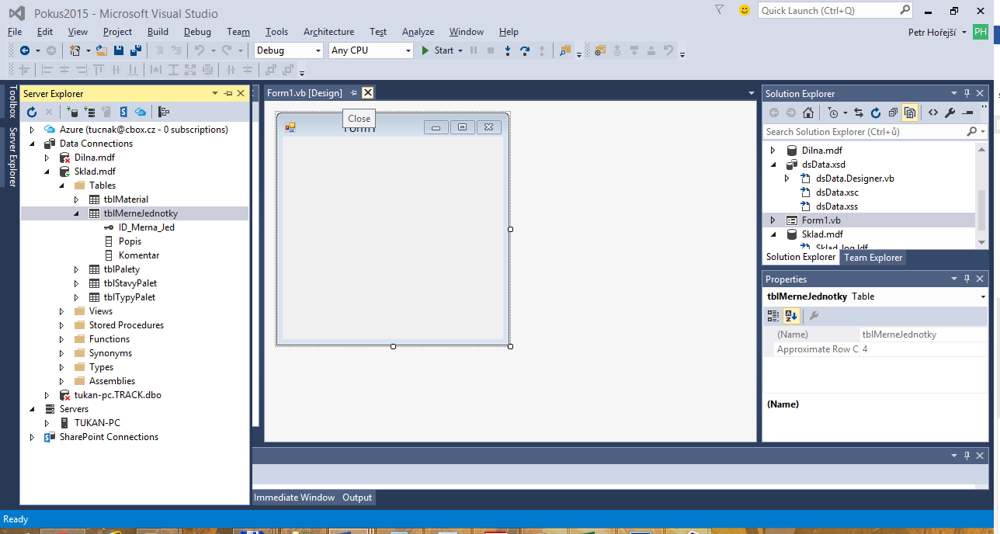 Pokus2015 - Microsoft Visual Studio
Quick Launch (Ctrl+Q)
File Edit View Project Build Debug Team Tools Architecture Test Analyze Window Help
Petr Hořejší PH
Debug Any CPU Start
Toolbox
Server Explorer
Server Explorer
Azure (tucnak@cbox.cz - 0 subscriptions)
Data Connections
Dilna.mdf
Sklad.mdf
Tables
tblMaterial
tblMerneJednotky
ID_Merna_Jed
Popis
Komentar
tblPalety
tblStavyPalet
tblTypyPalet
Views
Stored Procedures
Functions
Synonyms
Types
Assemblies
tukan-pc.TRACK.dbo
Servers
TUKAN-PC
SharePoint Connections
Form1.vb [Design]
Close
Form1
Immediate Window Output
Solution Explorer
Search Solution Explorer (Ctrl+ů)
Dilna.mdf
dsData.xsd
dsData.Designer.vb
dsData.xsc
dsData.xss
Form1.vb
Sklad.mdf
Sklad_log.ldf
Solution Explorer Team Explorer
Properties
tblMerneJednotky Table
(Name) tblMerneJednotky
Approximate Row C 4
(Name)
Ready